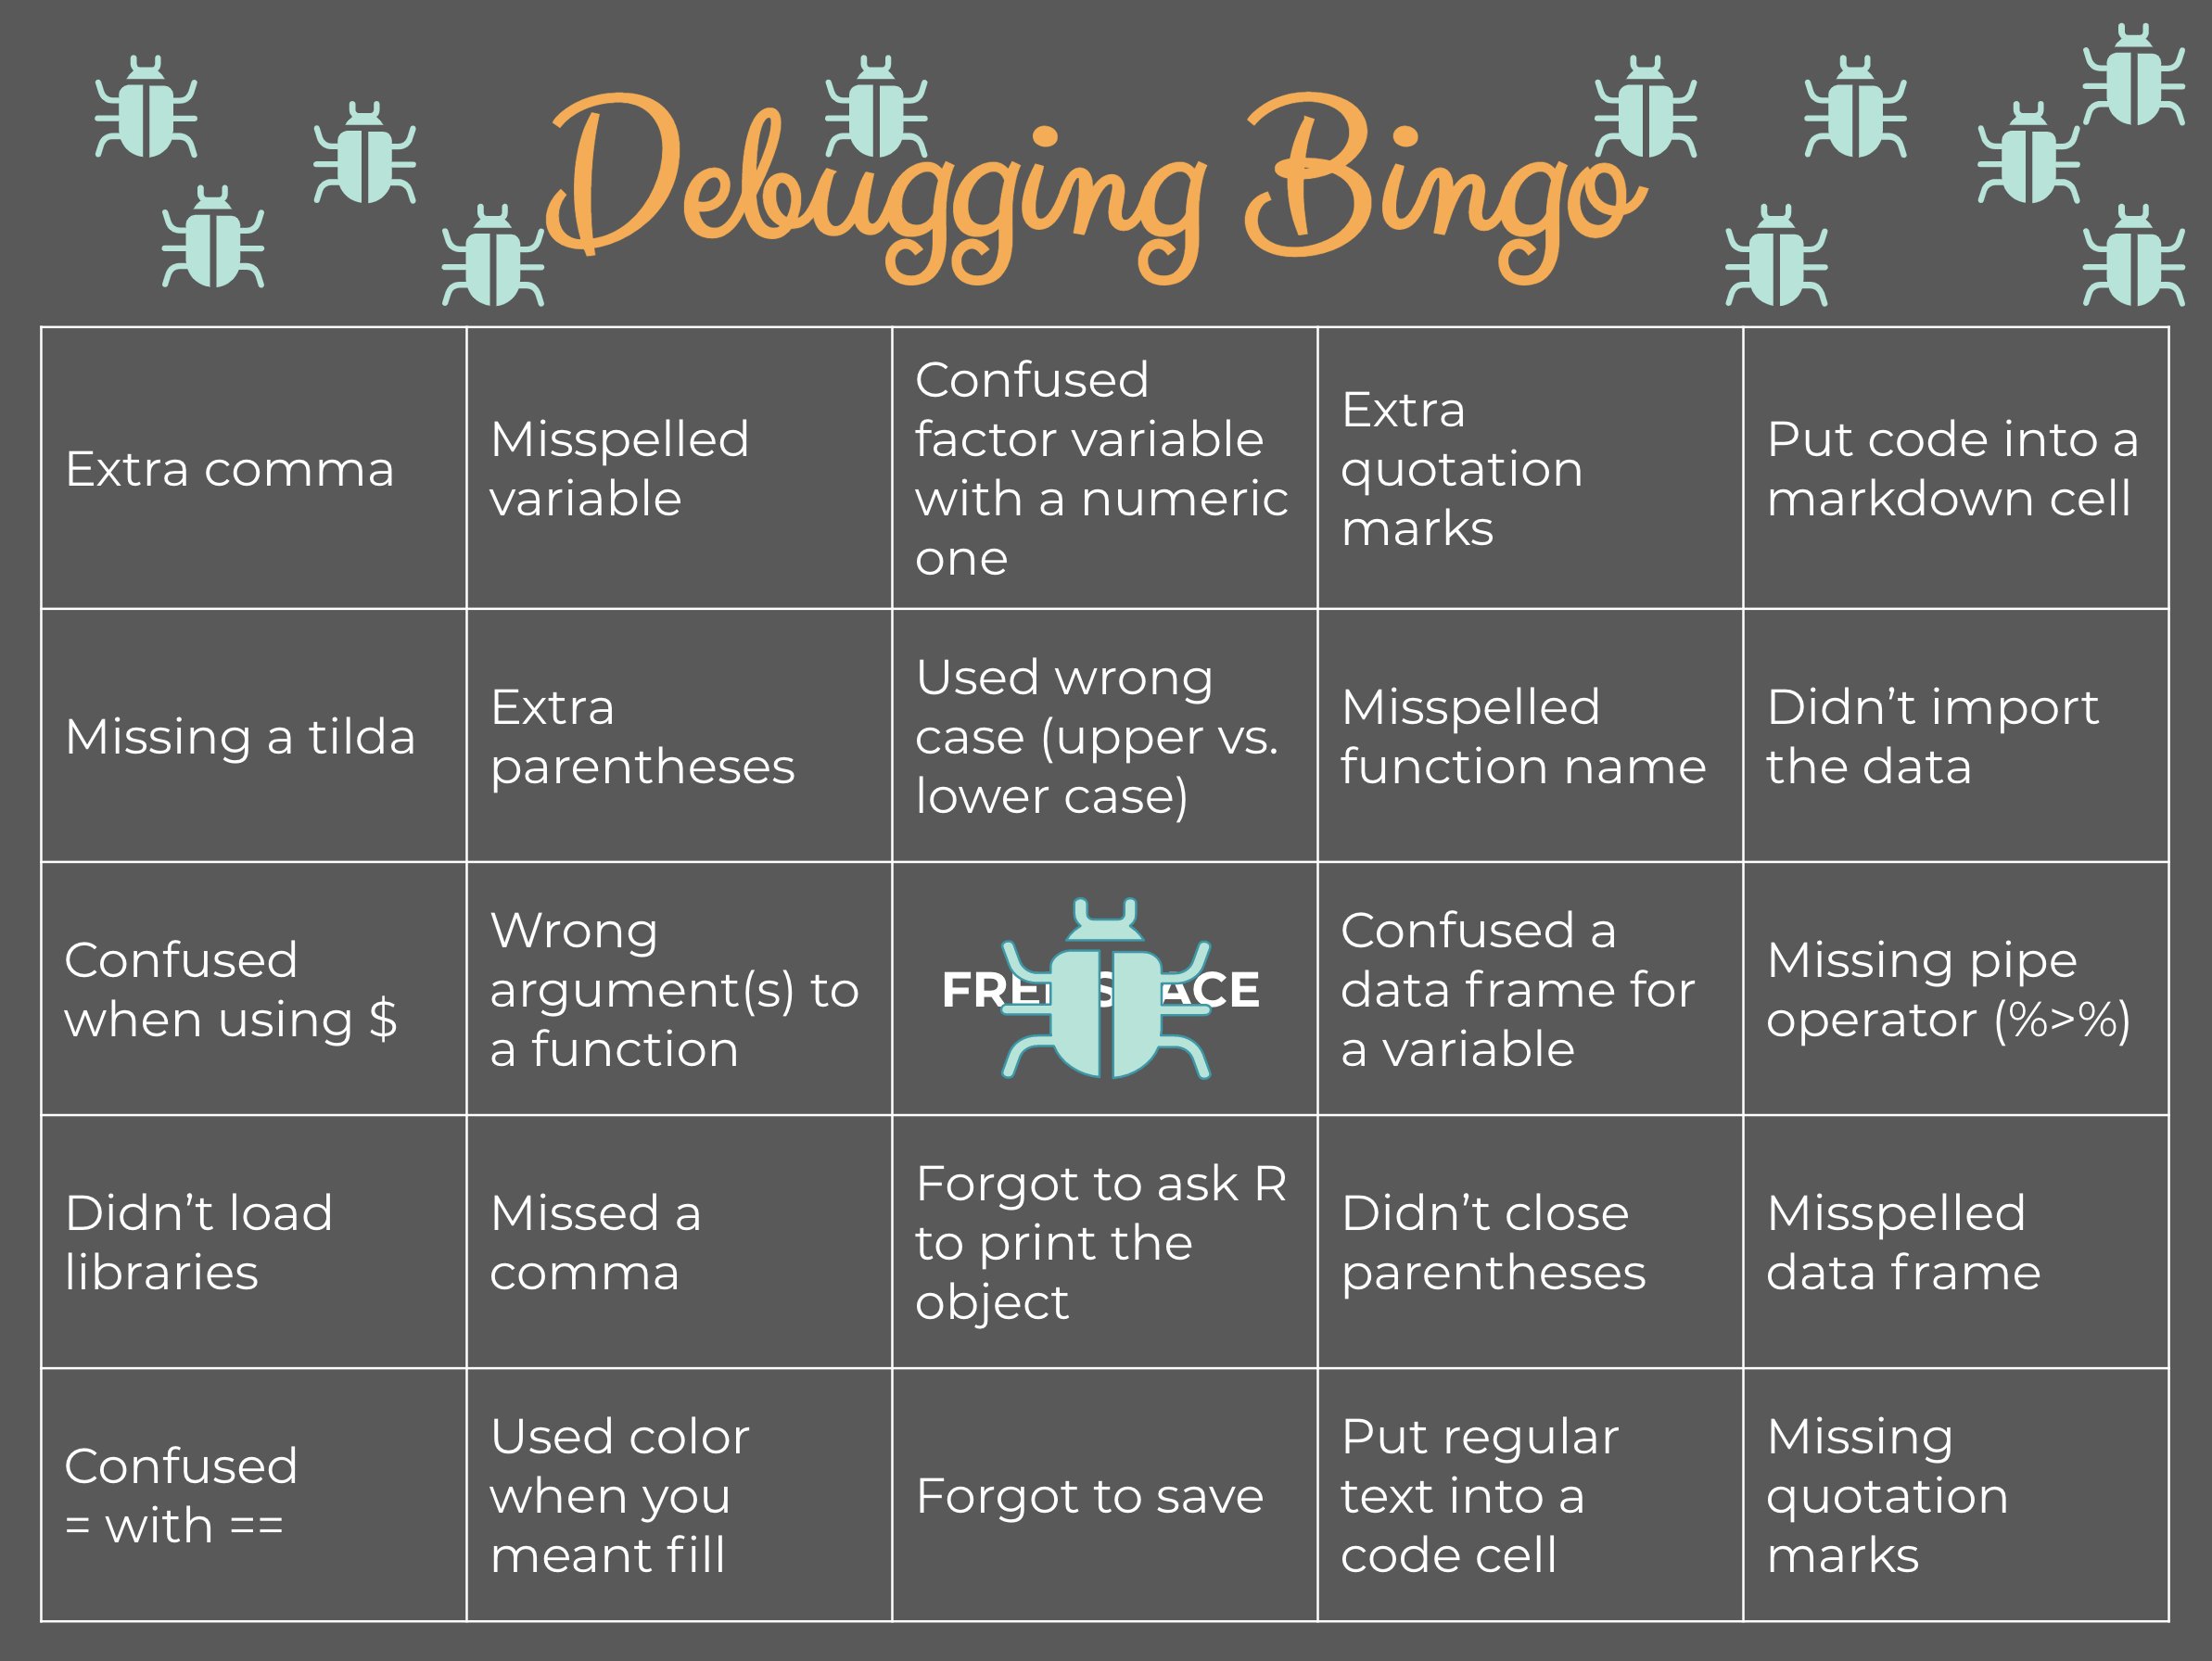 Debugging Bingo
Extra comma
Misspelled
variable
Confused
factor variable
with a numeric
one
Extra
quotation
marks
Put code into a
markdown cell
Missing a tilda
Extra
parentheses
Used wrong
case (upper vs.
lower case)
Misspelled
function name
Didn’t import
the data
Confused
when using $
Wrong
argument(s) to
a function
FREE SPACE
Confused a
data frame for
a variable
Missing pipe
operator (%>%)
Didn’t load
libraries
Missed a
comma
Forgot to ask R
to print the
object
Didn’t close
parentheses
Misspelled
data frame
Confused
= with ==
Used color
when you
meant fill
Forgot to save
Put regular
text into a
code cell
Missing
quotation
marks